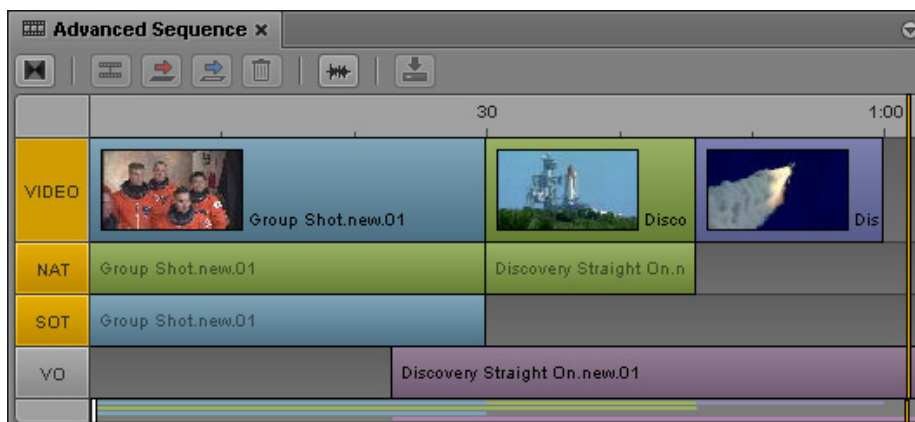 Advanced Sequence ×
30
1:00
VIDEO
Group Shot.new.01
Disco
Dis
NAT
Group Shot.new.01
Discovery Straight On.n
SOT
Group Shot.new.01
VO
Discovery Straight On.new.01